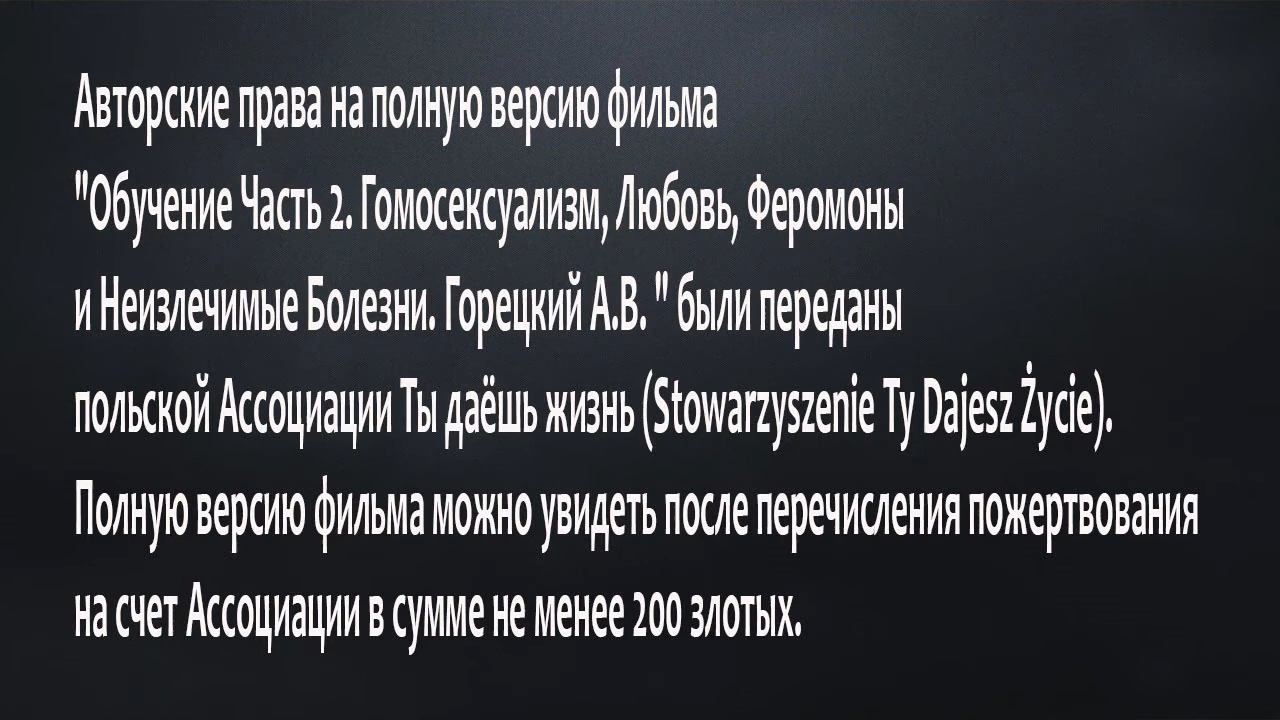 Авторские права на полную версию фильма
"Обучение Часть 2. Гомосексуализм, Любовь, Феромоны
и Неизлечимые Болезни. Горецкий А.В. " были переданы
польской Ассоциации Ты даёшь жизнь (Stowarzyszenie Ty Dajesz Życie).
Полную версию фильма можно увидеть после перечисления пожертвования
на счет Ассоциации в сумме не менее 200 злотых.